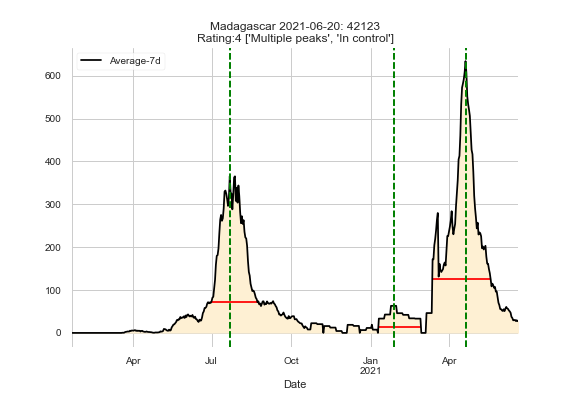 Madagascar 2021-06-20: 42123
Rating:4 ['Multiple peaks', 'In control']
Average-7d
600
500
400
300
200
100
0
Apr
Jul
Oct
Jan
2021
Apr
Date